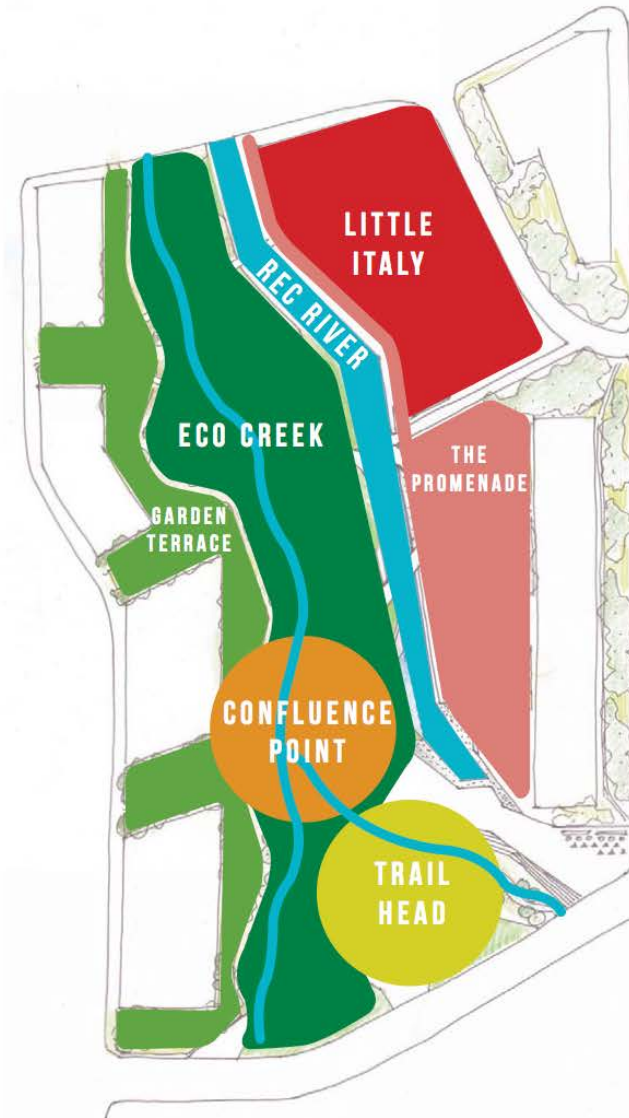 LITTLE
ITALY
REC RIVER
ECO CREEK
THE
PROMENADE
GARDEN
TERRACE
CONFLUENCE
POINT
TRAIL
HEAD